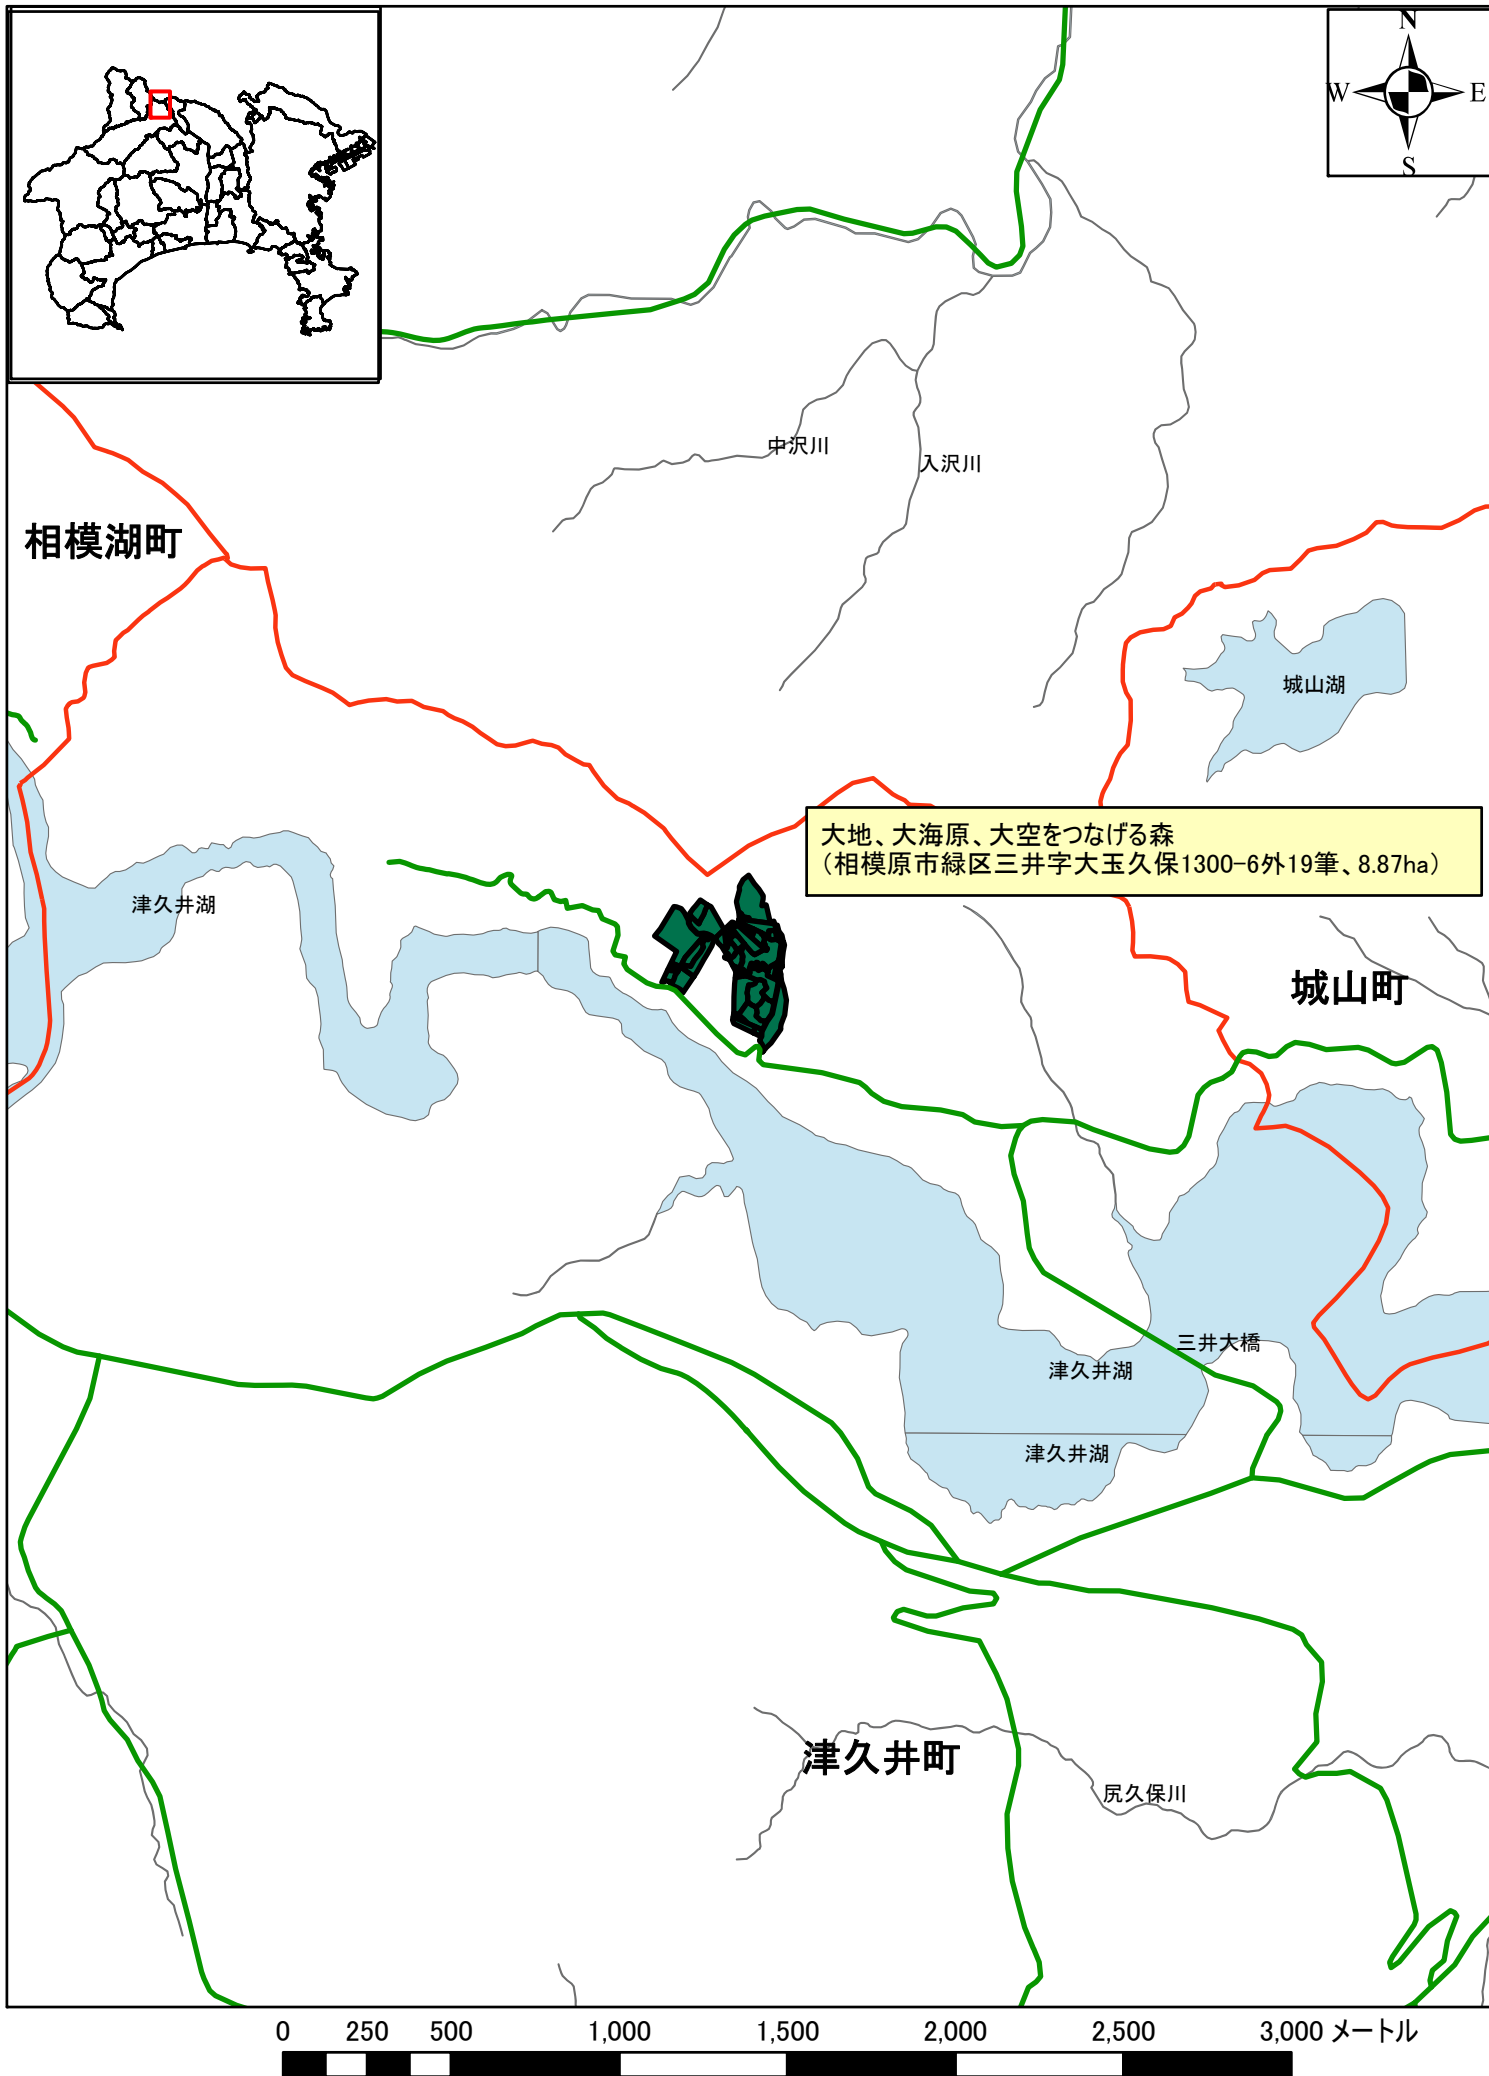 N
W
E
S
中沢川
入沢川
相模湖町
城山湖
大地、大海原、大空をつなげる森
（相模原市緑区三井字大玉久保1300-6外19筆、8.87ha）
津久井湖
城山町
三井大橋
津久井湖
津久井湖
津久井町
尻久保川
0 250 500 1,000 1,500 2,000 2,500 3,000 メートル